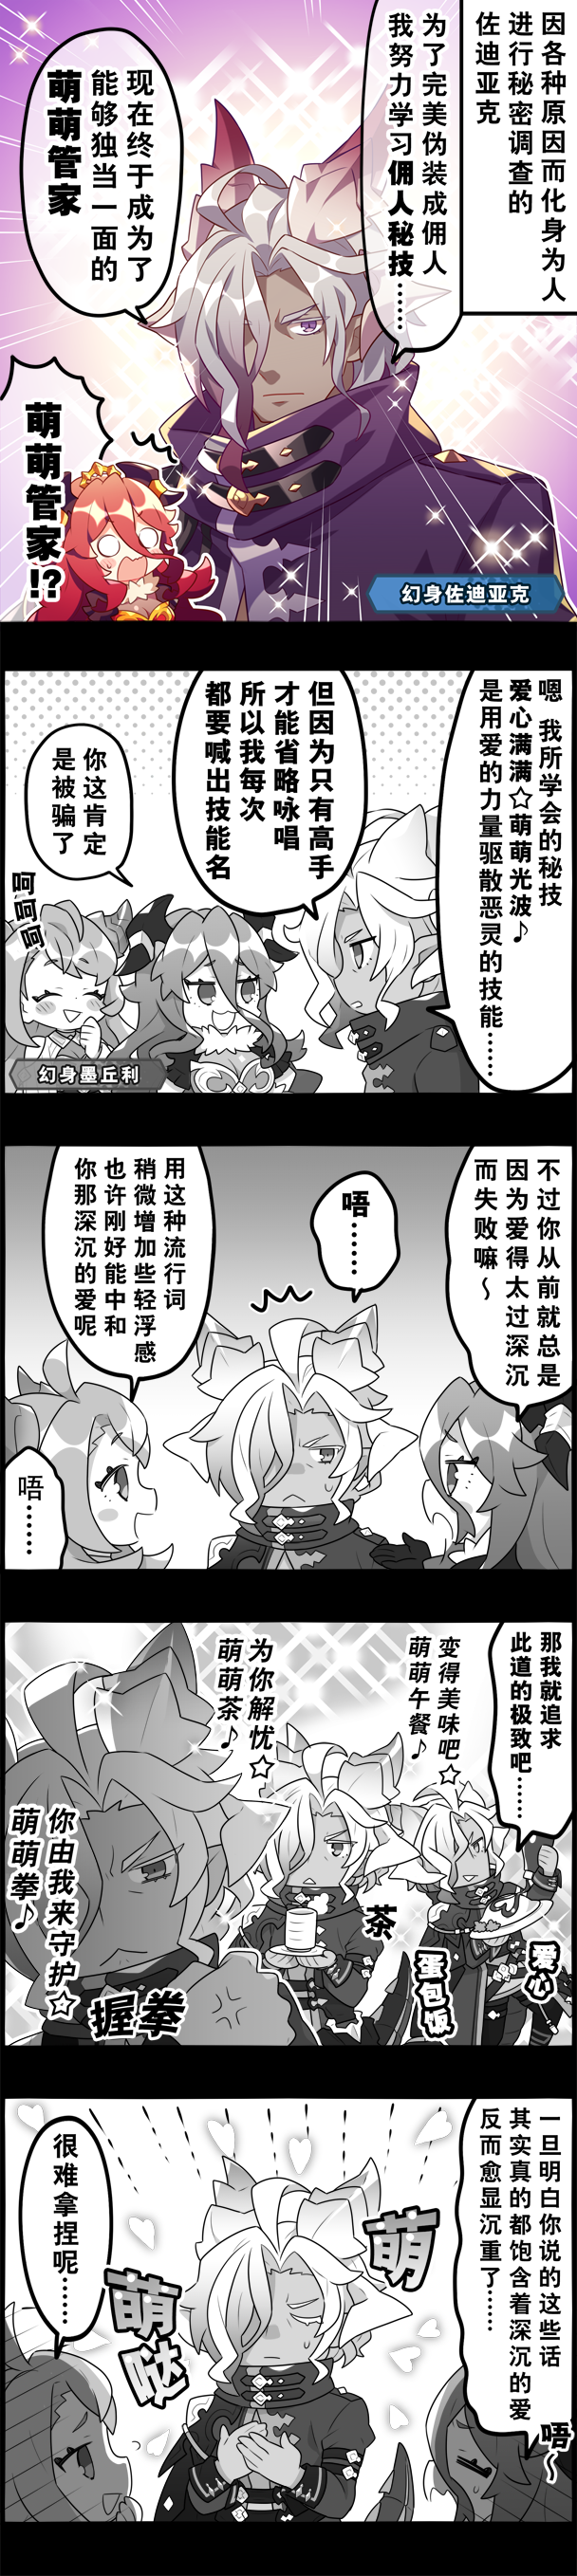 因各种原因而化身为人
进行秘密调查的
佐迪亚克
为了完美伪装成佣人
我努力学习佣人秘技……
现在终于成为了
能够独当一面的
萌萌管家
萌萌管家!?
幻身佐迪亚克
嗯 我所学会的秘技
爱心满满☆萌萌光波♪
是用爱的力量驱散恶灵的技能……
但因为只有高手
才能省略咏唱
所以我每次
都要喊出技能名
你这肯定
是被骗了
呵呵呵
幻身墨丘利
不过你从前就总是
因为爱得太过深沉
而失败嘛～
唔……
用这种流行词
稍微增加些轻浮感
也许刚好能中和
你那深沉的爱呢
唔……
那我就追求
此道的极致吧……
变得美味吧☆
萌萌午餐♪
爱心
蛋包饭
为你解忧☆
萌萌茶♪
茶
你由我来守护☆
萌萌拳♪
握拳
一旦明白你说的这些话
其实真的都饱含着深沉的爱
反而愈显沉重了……
唔～
萌
萌
哒
很难拿捏呢……